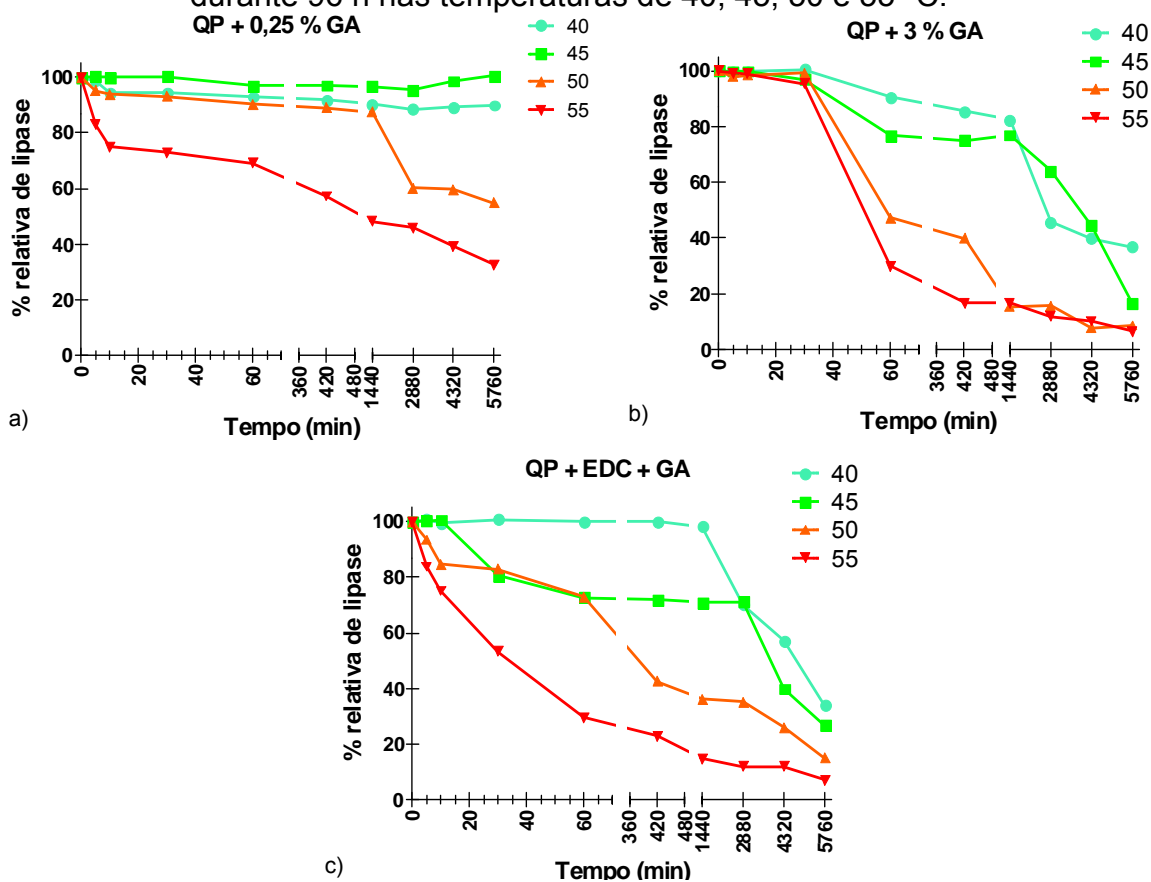 durante 96 h nas temperaturas de 40, 45, 50 e 55 °C.
QP + 0,25 % GA
40
45
50
55
% relativa de lipase
100
80
60
40
20
0
0 20 40 60 360 420 480 1440 2880 4320 5760
Tempo (min)
a)
QP + 3 % GA
40
45
50
55
% relativa de lipase
100
80
60
40
20
0
0 20 40 60 360 420 480 1440 2880 4320 5760
Tempo (min)
b)
QP + EDC + GA
40
45
50
55
% relativa de lipase
100
80
60
40
20
0
0 20 40 60 360 420 480 1440 2880 4320 5760
Tempo (min)
c)